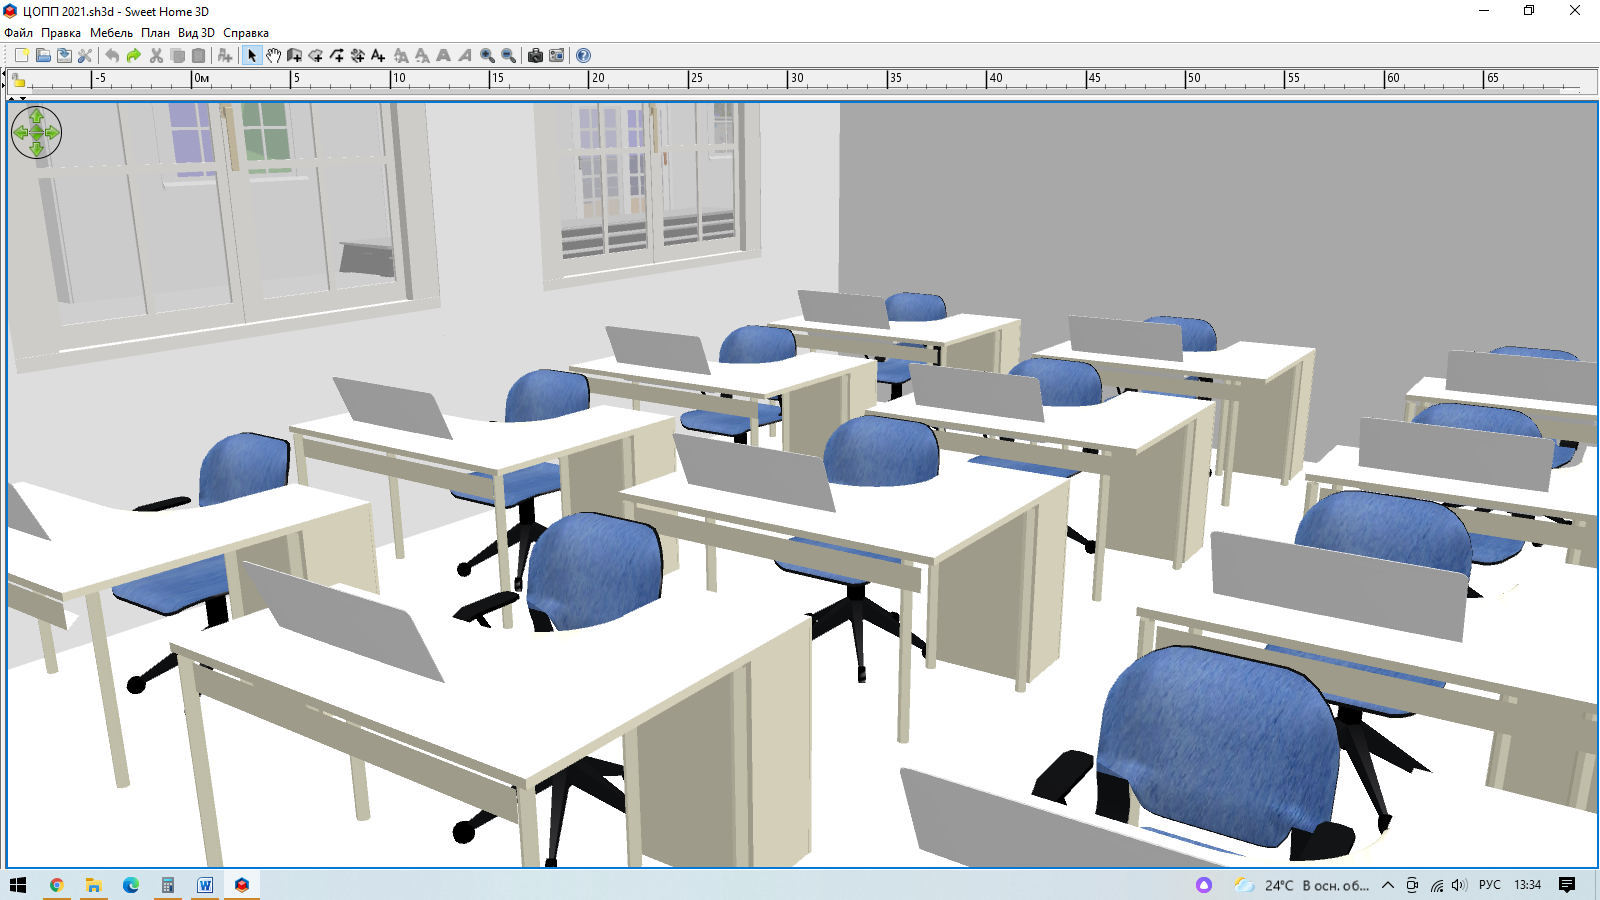 ЦОПП 2021.sh3d - Sweet Home 3D
Файл Правка Мебель План Вид 3D Справка
-5 0м 5 10 15 20 25 30 35 40 45 50 55 60 65
24°C В осн. об... РУС 13:34